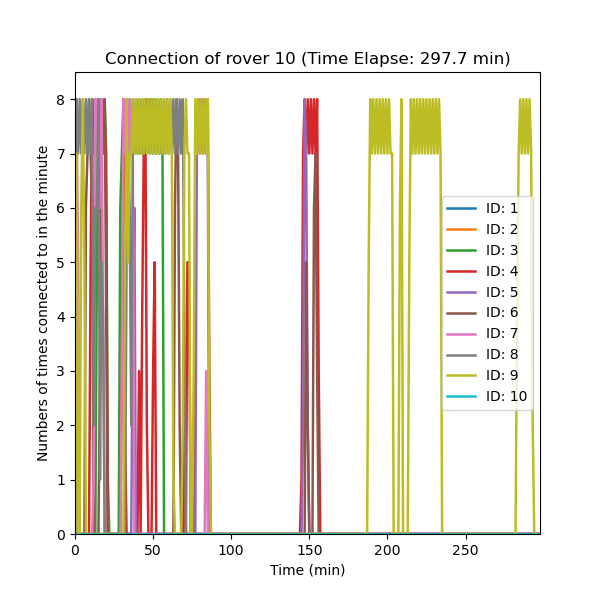 Connection of rover 10 (Time Elapse: 297.7 min)
Numbers of times connected to in the minute
8
7
6
5
4
3
2
1
0
0 50 100 150 200 250
Time (min)
ID: 1
ID: 2
ID: 3
ID: 4
ID: 5
ID: 6
ID: 7
ID: 8
ID: 9
ID: 10